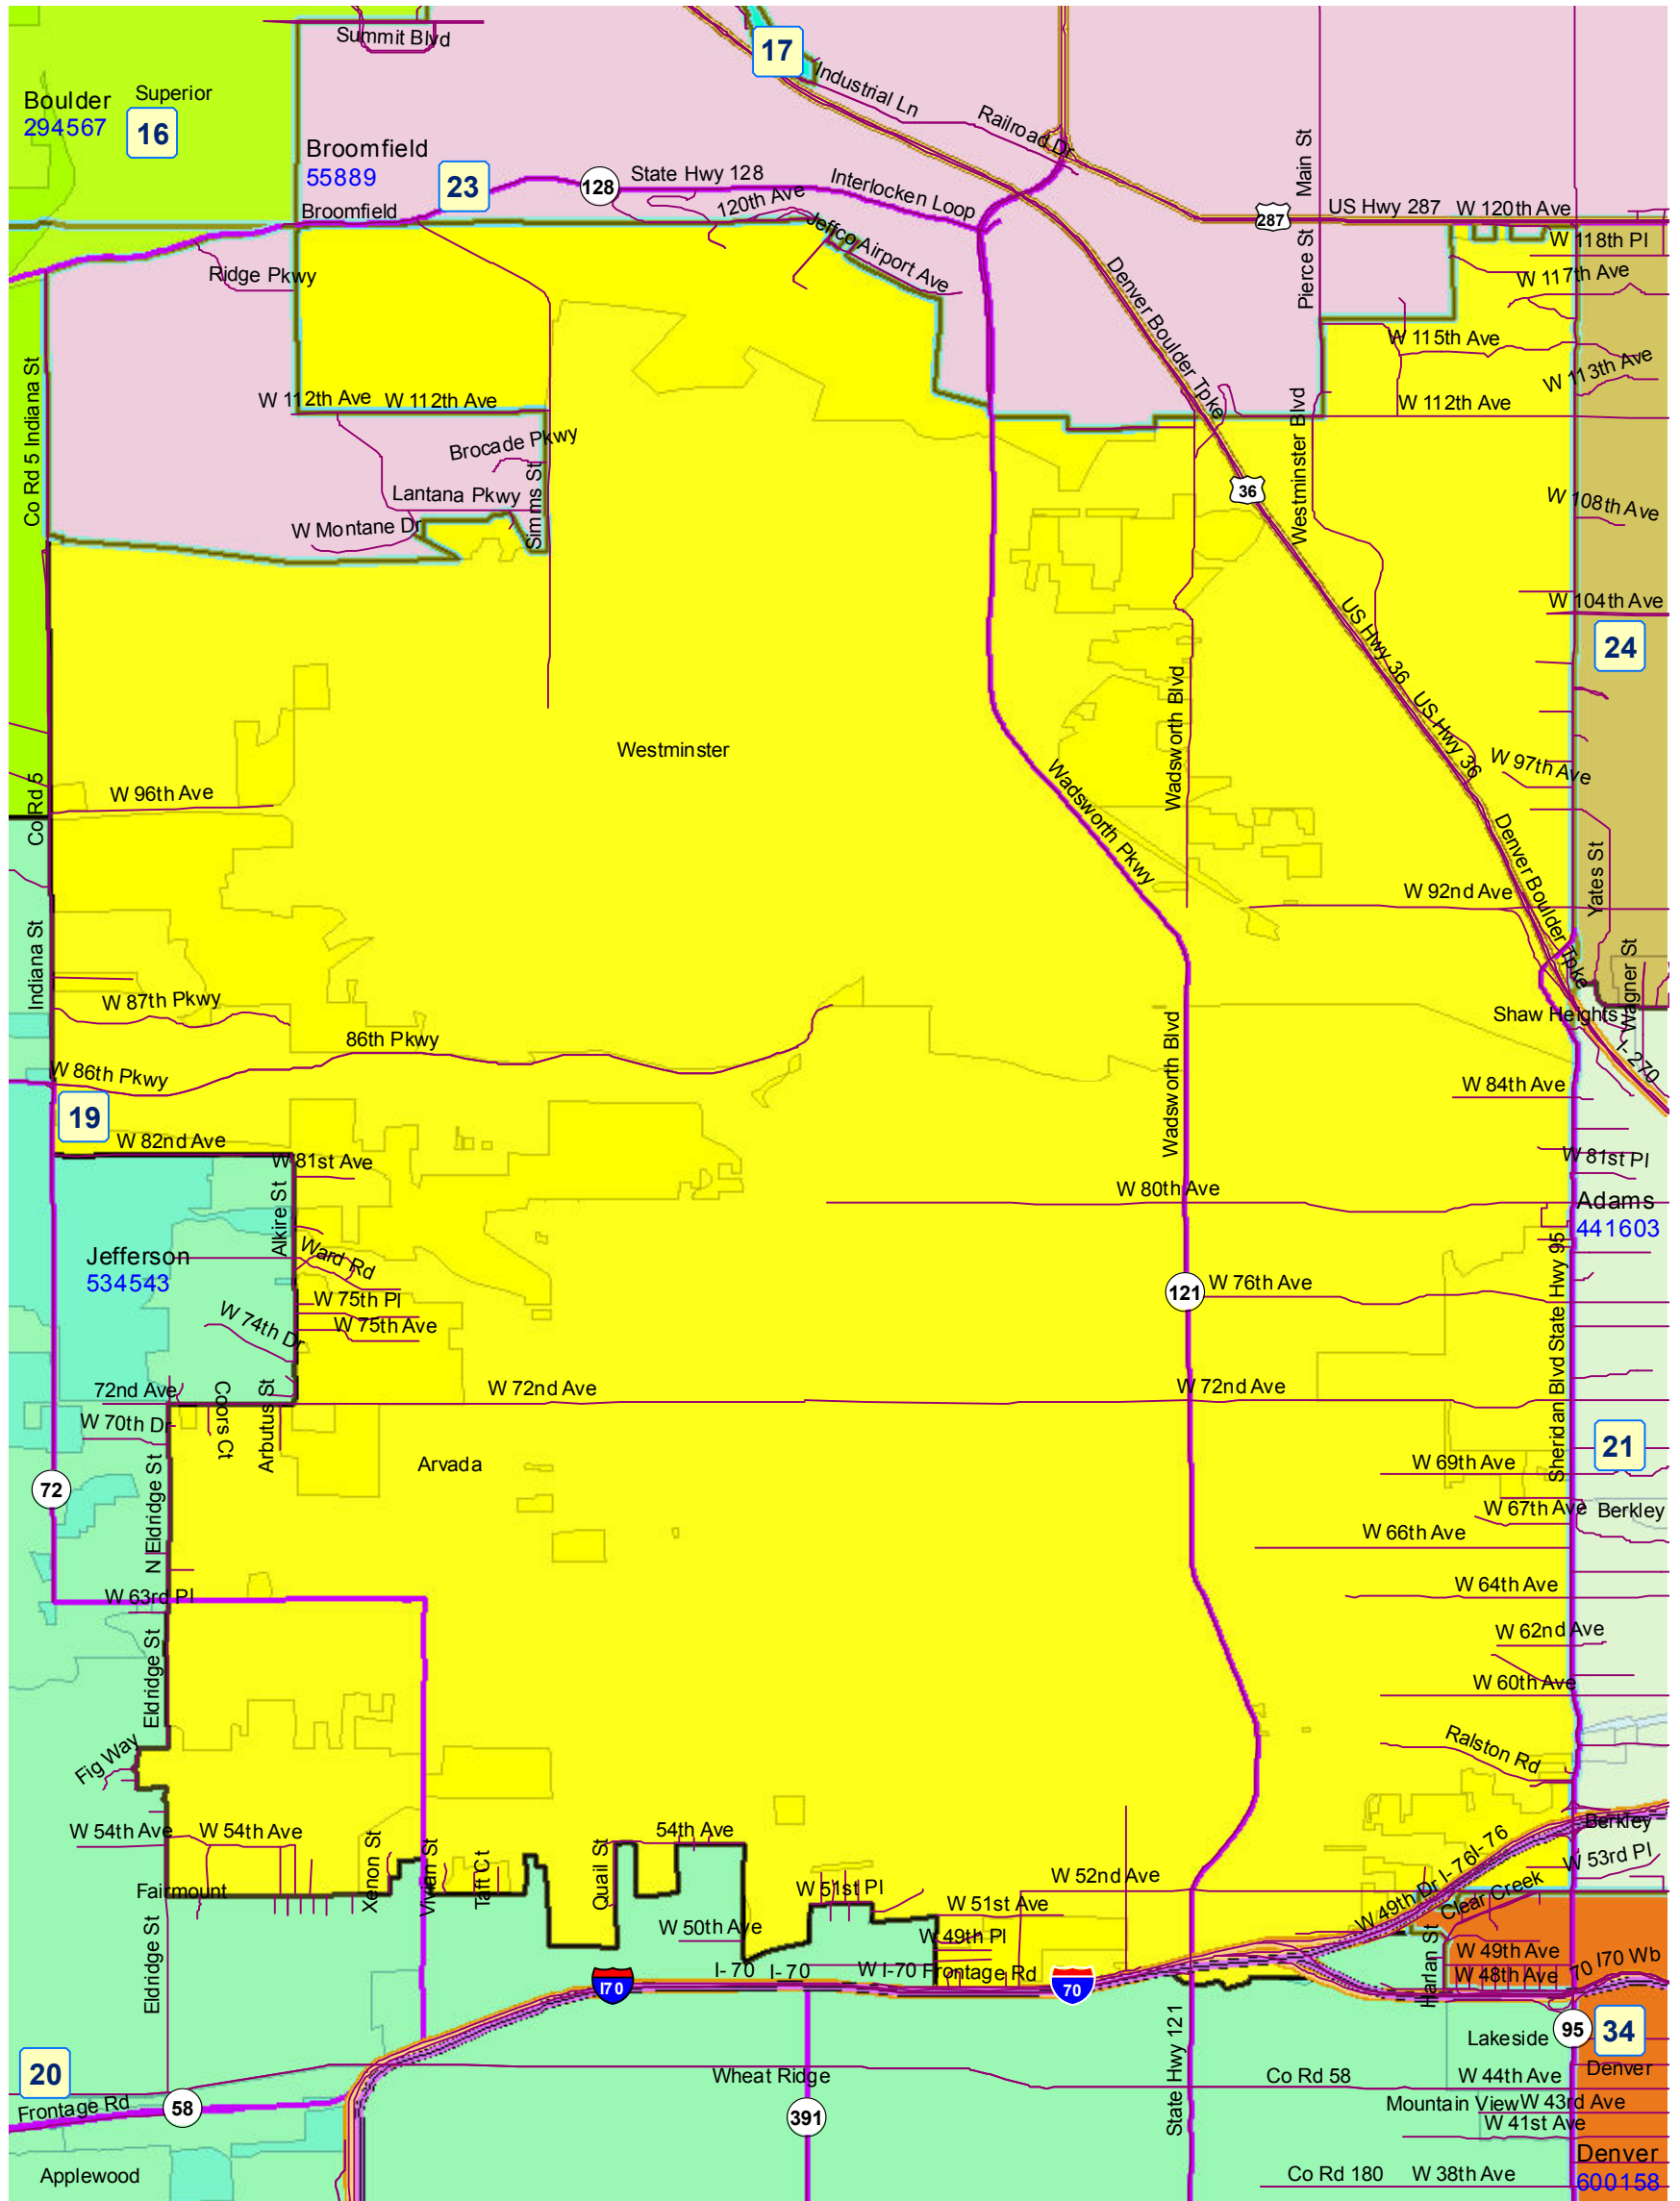 Summit Blvd
17
Industrial Ln
Boulder
294567
Superior
16
Railroad Dr
Main St
Broomfield
55889
23
128
State Hwy 128
Interlocken Loop
120th Ave
Broomfield
287
US Hwy 287
W 120th Ave
Jeffco Airport Ave
W 118th Pl
Ridge Pkwy
Pierce St
W 117th Ave
Denver Boulder Tpke
W 115th Ave
W 113th Ave
Co Rd 5 Indiana St
W 112th Ave
W 112th Ave
W 112th Ave
Brocade Pkwy
Westminster Blvd
Lantana Pkwy
Simms St
36
W 108th Ave
W Montane Dr
W 104th Ave
24
US Hwy 36
Wadsworth Blvd
US Hwy 36
Westminster
W 97th Ave
Co Rd 5
W 96th Ave
Wadsworth Pkwy
Denver Boulder Tpke
Yates St
W 92nd Ave
Indiana St
Wagner St
W 87th Pkwy
Shaw Heights
86th Pkwy
I-270
W 86th Pkwy
Wadsworth Blvd
W 84th Ave
19
W 82nd Ave
W 81st Ave
W 81st Pl
W 80th Ave
Adams
441603
Alkire St
Jefferson
534543
Ward Rd
121
W 76th Ave
W 75th Pl
W 75th Ave
W 74th Dr
Sheridan Blvd State Hwy 95
72nd Ave
W 72nd Ave
W 72nd Ave
W 70th Dr
Coors Ct
Arbutus St
21
Arvada
W 69th Ave
72
N Eldridge St
W 67th Ave
Berkley
W 66th Ave
W 64th Ave
W 63rd Pl
W 62nd Ave
Eldridge St
W 60th Ave
Ralston Rd
Fig Way
W 54th Ave
W 54th Ave
54th Ave
Berkley
Xenon St
Vivian St
Taft Ct
Quail St
I-76
I-76
W 53rd Pl
W 52nd Ave
Fairmount
W 51st Pl
W 51st Ave
Clear Creek
W 49th Dr
W 50th Ave
W 49th Pl
Harlan St
W 49th Ave
Eldridge St
I-70
I-70
W I-70 Frontage Rd
W 48th Ave
70 I70 Wb
I70
70
State Hwy 121
Lakeside
95
34
20
Wheat Ridge
Co Rd 58
W 44th Ave
Denver
Frontage Rd
58
391
Mountain View
W 43rd Ave
W 41st Ave
Applewood
Co Rd 180
W 38th Ave
Denver
600158